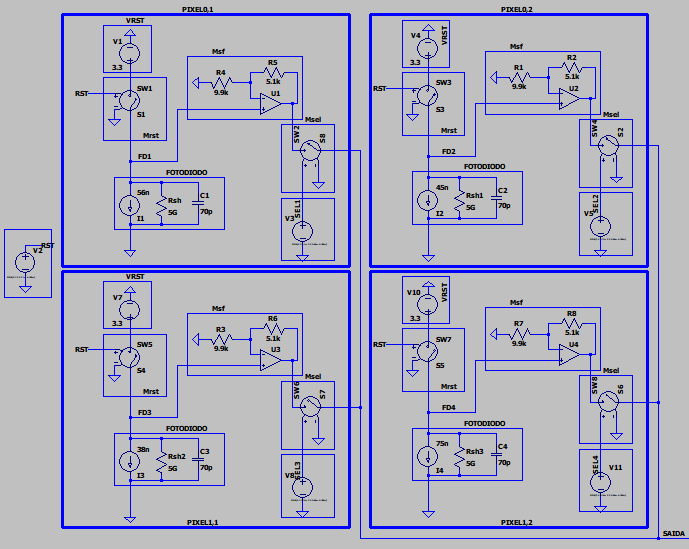 PIXEL0,1
VRST
V1
3.3
RST
SW1
S1
Mrst
FD1
FOTODIODO
56n
I1
Rsh
5G
C1
70p
Msf
R4
9.9k
R5
5.1k
U1
Msel
SW2
S8
SEL1
V3
PIXEL0,2
V4
VRST
3.3
RST
SW3
S3
Mrst
FD2
FOTODIODO
45n
I2
Rsh1
5G
C2
70p
Msf
R1
9.9k
R2
5.1k
U2
Msel
SW4
S2
SEL2
V5
RST
V2
VRST
V7
3.3
RST
SW5
S4
Mrst
FD3
FOTODIODO
38n
I3
Rsh2
5G
C3
70p
Msf
R3
9.9k
R6
5.1k
U3
Msel
SW6
S7
SEL3
V8
PIXEL1,1
V10
VRST
3.3
RST
SW7
S5
Mrst
FD4
FOTODIODO
75n
I4
Rsh3
5G
C4
70p
Msf
R7
9.9k
R8
5.1k
U4
Msel
SW8
S6
SEL4
V11
PIXEL1,2
SAIDA